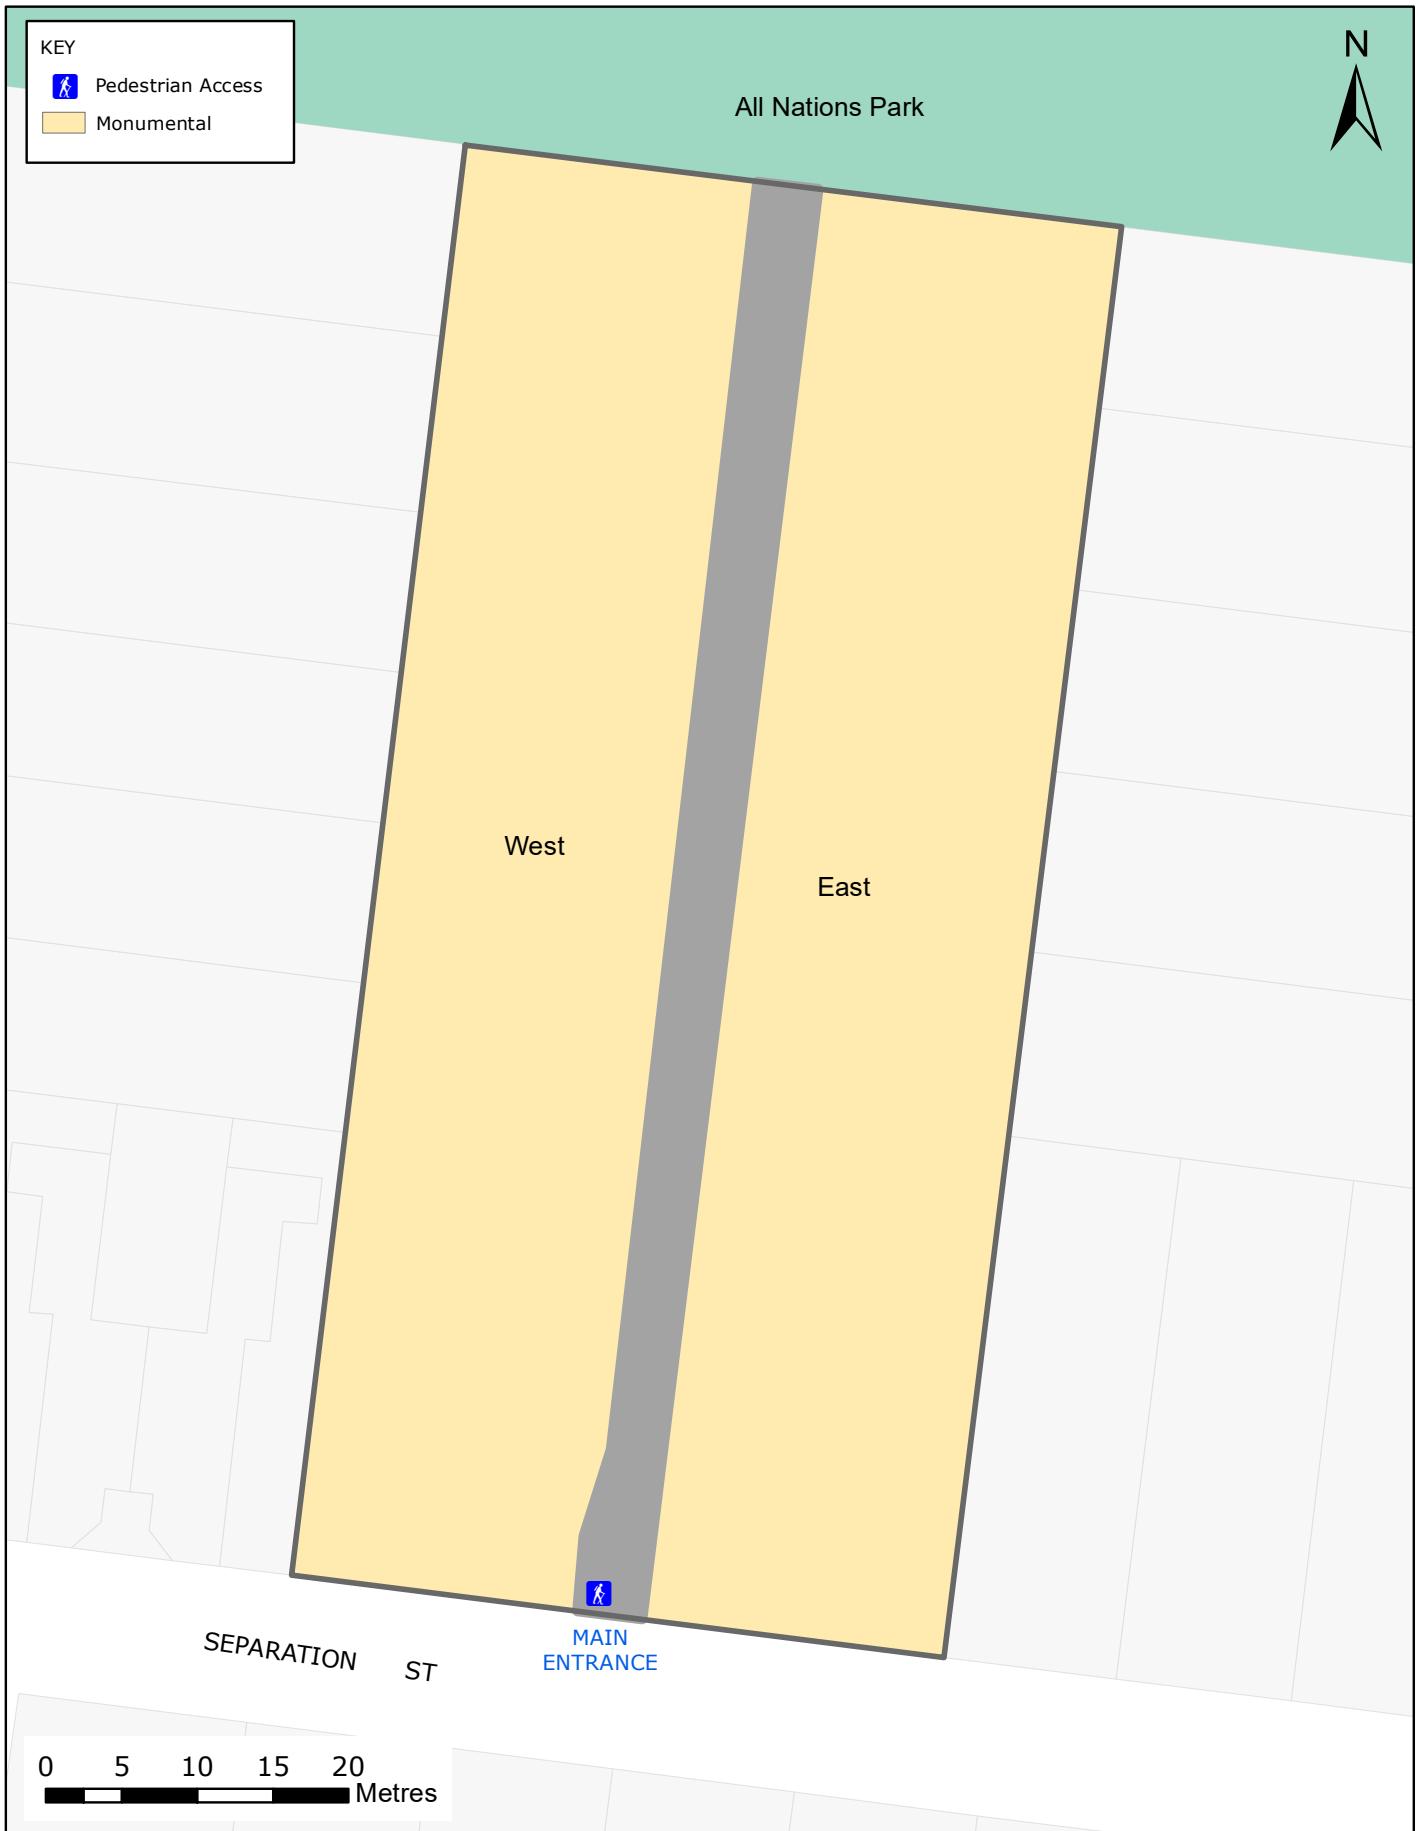 KEY
Pedestrian Access
Monumental
N
All Nations Park
West
East
MAIN
ENTRANCE
SEPARATION ST
0 5 10 15 20
Metres